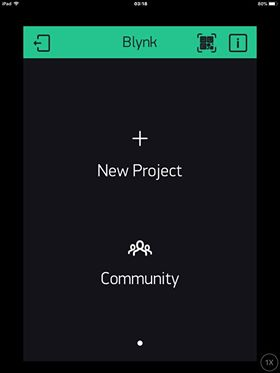 iPad 03:18 80%
Blynk
New Project
Community
1X